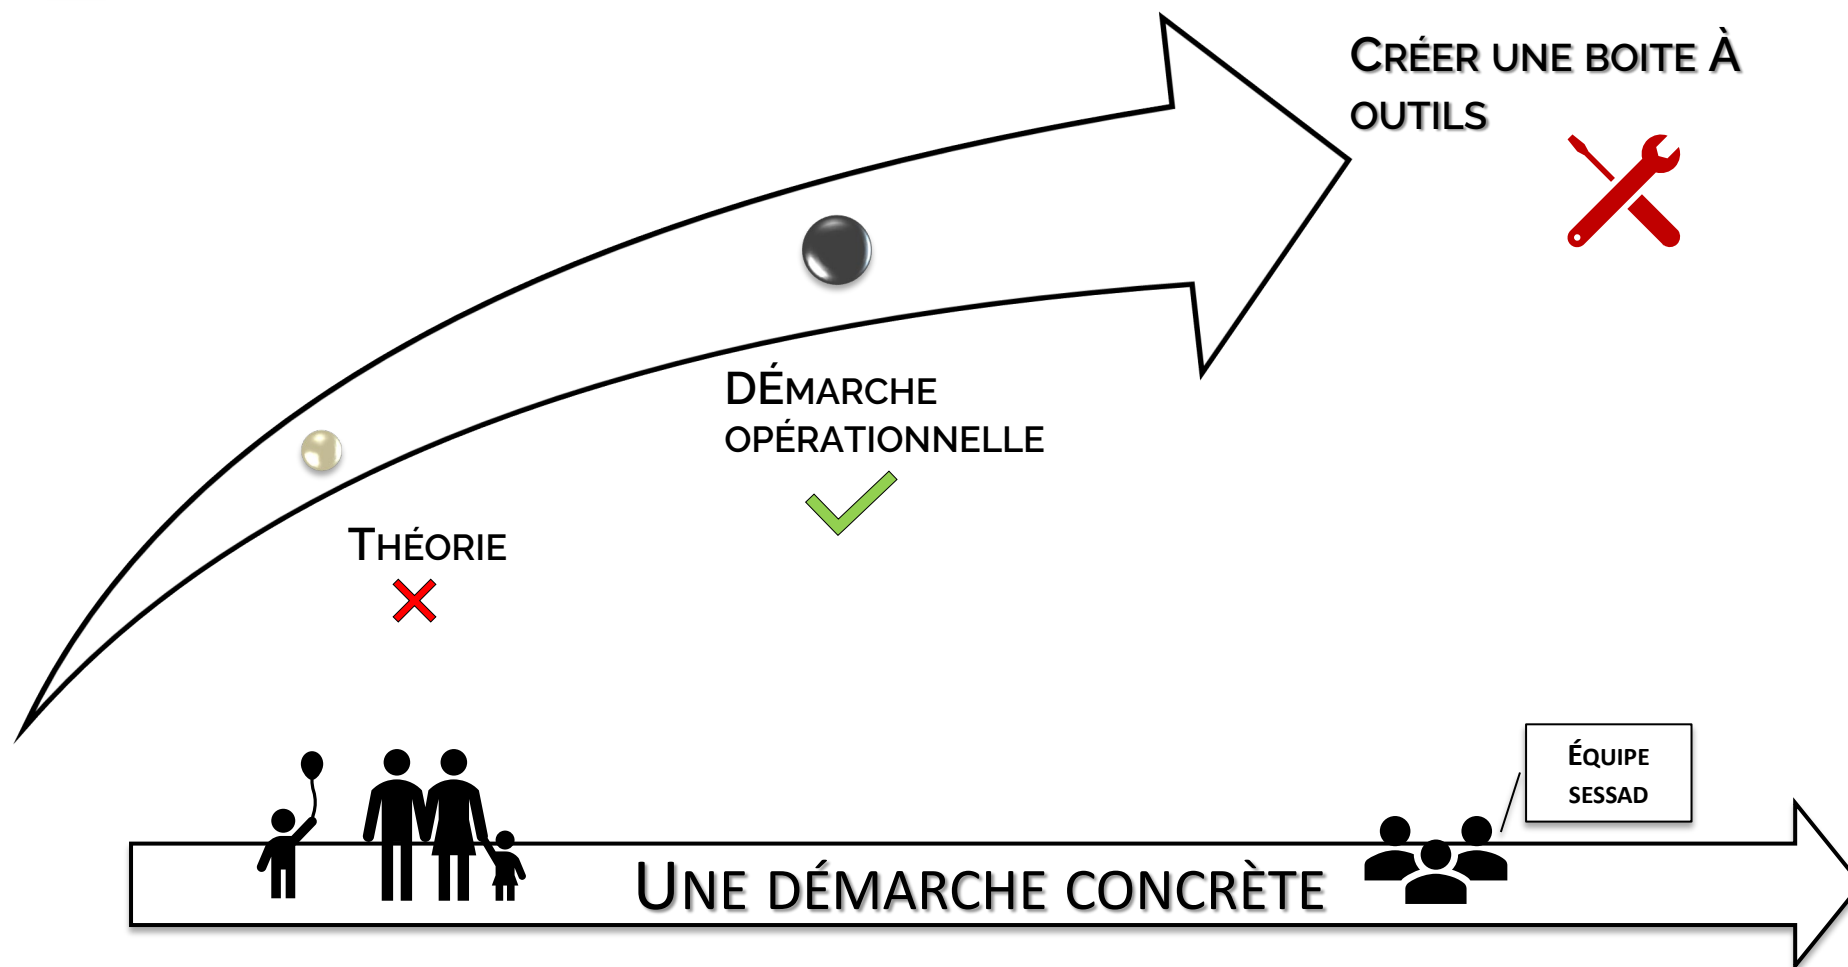 CRÉER UNE BOITE À
OUTILS
DÉMARCHE
OPÉRATIONNELLE
THÉORIE
ÉQUIPE
SESSAD
UNE DÉMARCHE CONCRÈTE